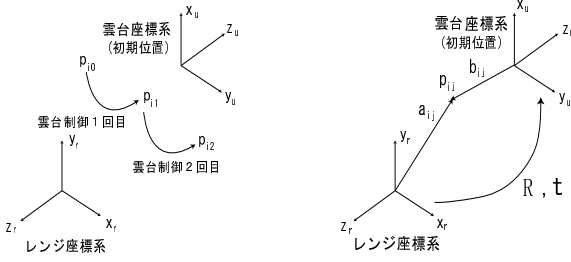 雲台座標系
(初期位置)
x_u
z_u
y_u
p_i0
p_i1
雲台制御1回目
p_i2
雲台制御2回目
y_r
z_r
x_r
レンジ座標系
雲台座標系
(初期位置)
x_u
z_u
y_u
b_ij
p_ij
a_ij
y_r
R , t
z_r
x_r
レンジ座標系